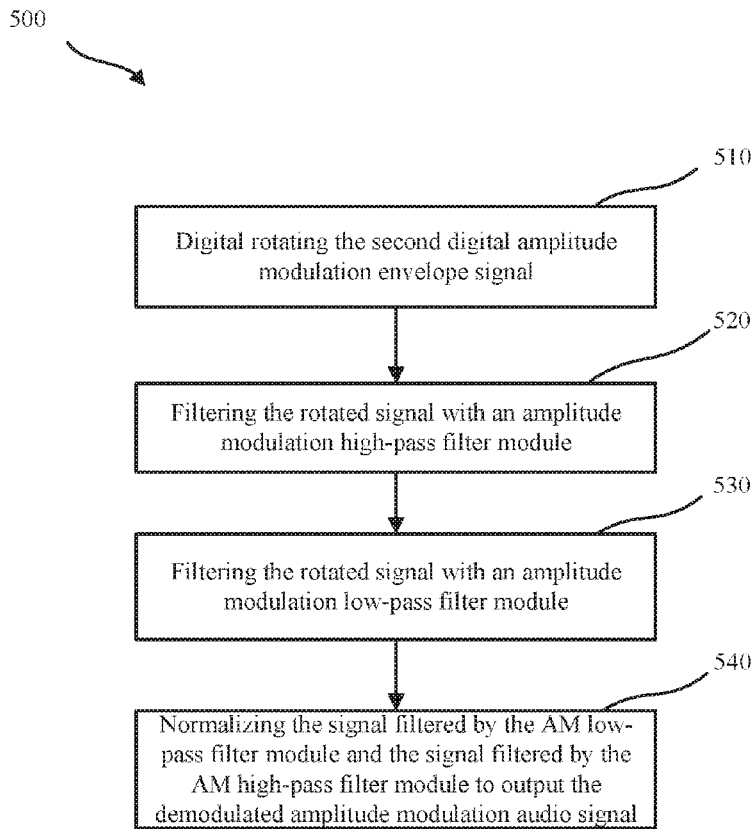 500
510
Digital rotating the second digital amplitude
modulation envelope signal
520
Filtering the rotated signal with an amplitude
modulation high-pass filter module
530
Filtering the rotated signal with an amplitude
modulation low-pass filter module
540
Normalizing the signal filtered by the AM low-
pass filter module and the signal filtered by the
AM high-pass filter module to output the
demodulated amplitude modulation audio signal